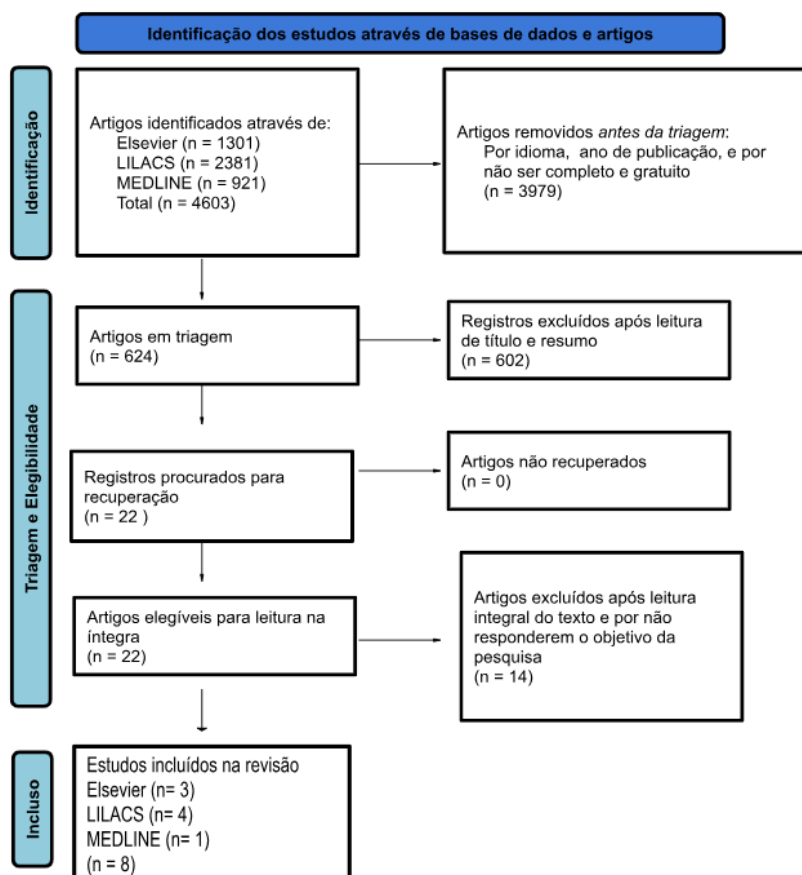 Identificação dos estudos através de bases de dados e artigos
Identificação
Artigos identificados através de:
Elsevier (n = 1301)
LILACS (n = 2381)
MEDLINE (n = 921)
Total (n = 4603)
Artigos removidos antes da triagem:
Por idioma, ano de publicação, e por
não ser completo e gratuito
(n = 3979)
Triagem e Elegibilidade
Artigos em triagem
(n = 624)
Registros excluídos após leitura
de título e resumo
(n = 602)
Registros procurados para
recuperação
(n = 22 )
Artigos não recuperados
(n = 0)
Artigos elegíveis para leitura na
íntegra
(n = 22)
Artigos excluídos após leitura
integral do texto e por não
responderem o objetivo da
pesquisa
(n = 14)
Incluso
Estudos incluídos na revisão
Elsevier (n= 3)
LILACS (n= 4)
MEDLINE (n= 1)
(n = 8)